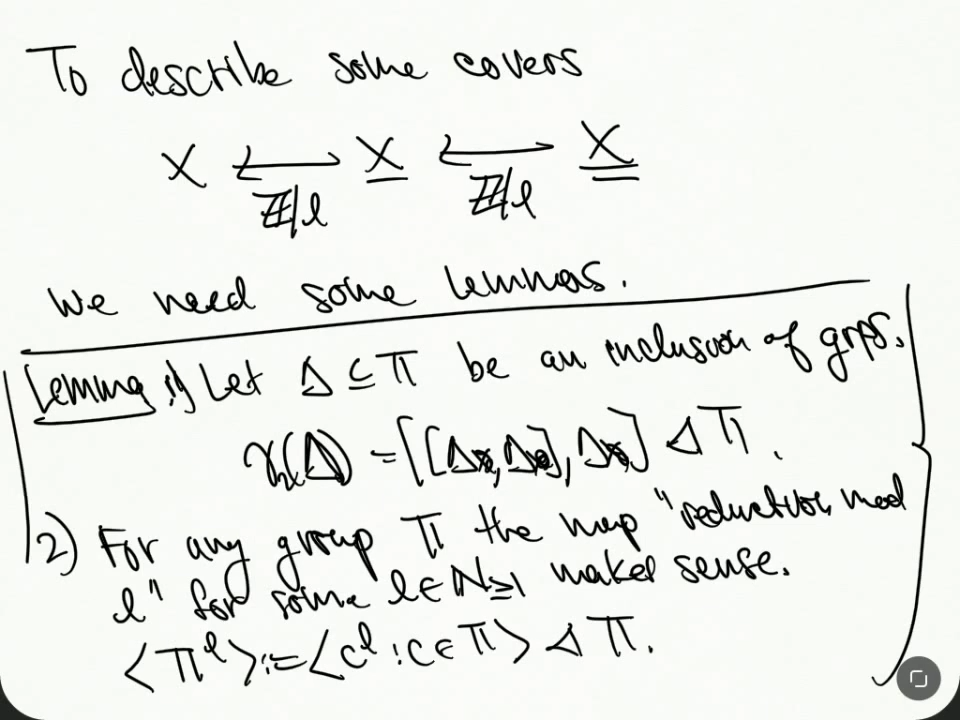 To describe some covers
X ⟵ X ⟵ X
ℤ/l ℤ/l
we need some lemmas.
Lemma 1) Let Δ ⊆ Π be an inclusion of grps.
γ₂(Δ) = [[Δ, Δ], Δ] ⊲ Π.
2) For any group Π the map "reduction mod
l" for some l ∈ ℕ≥1 makes sense.
⟨Π^l⟩ := ⟨c^l : c ∈ Π⟩ ⊲ Π.